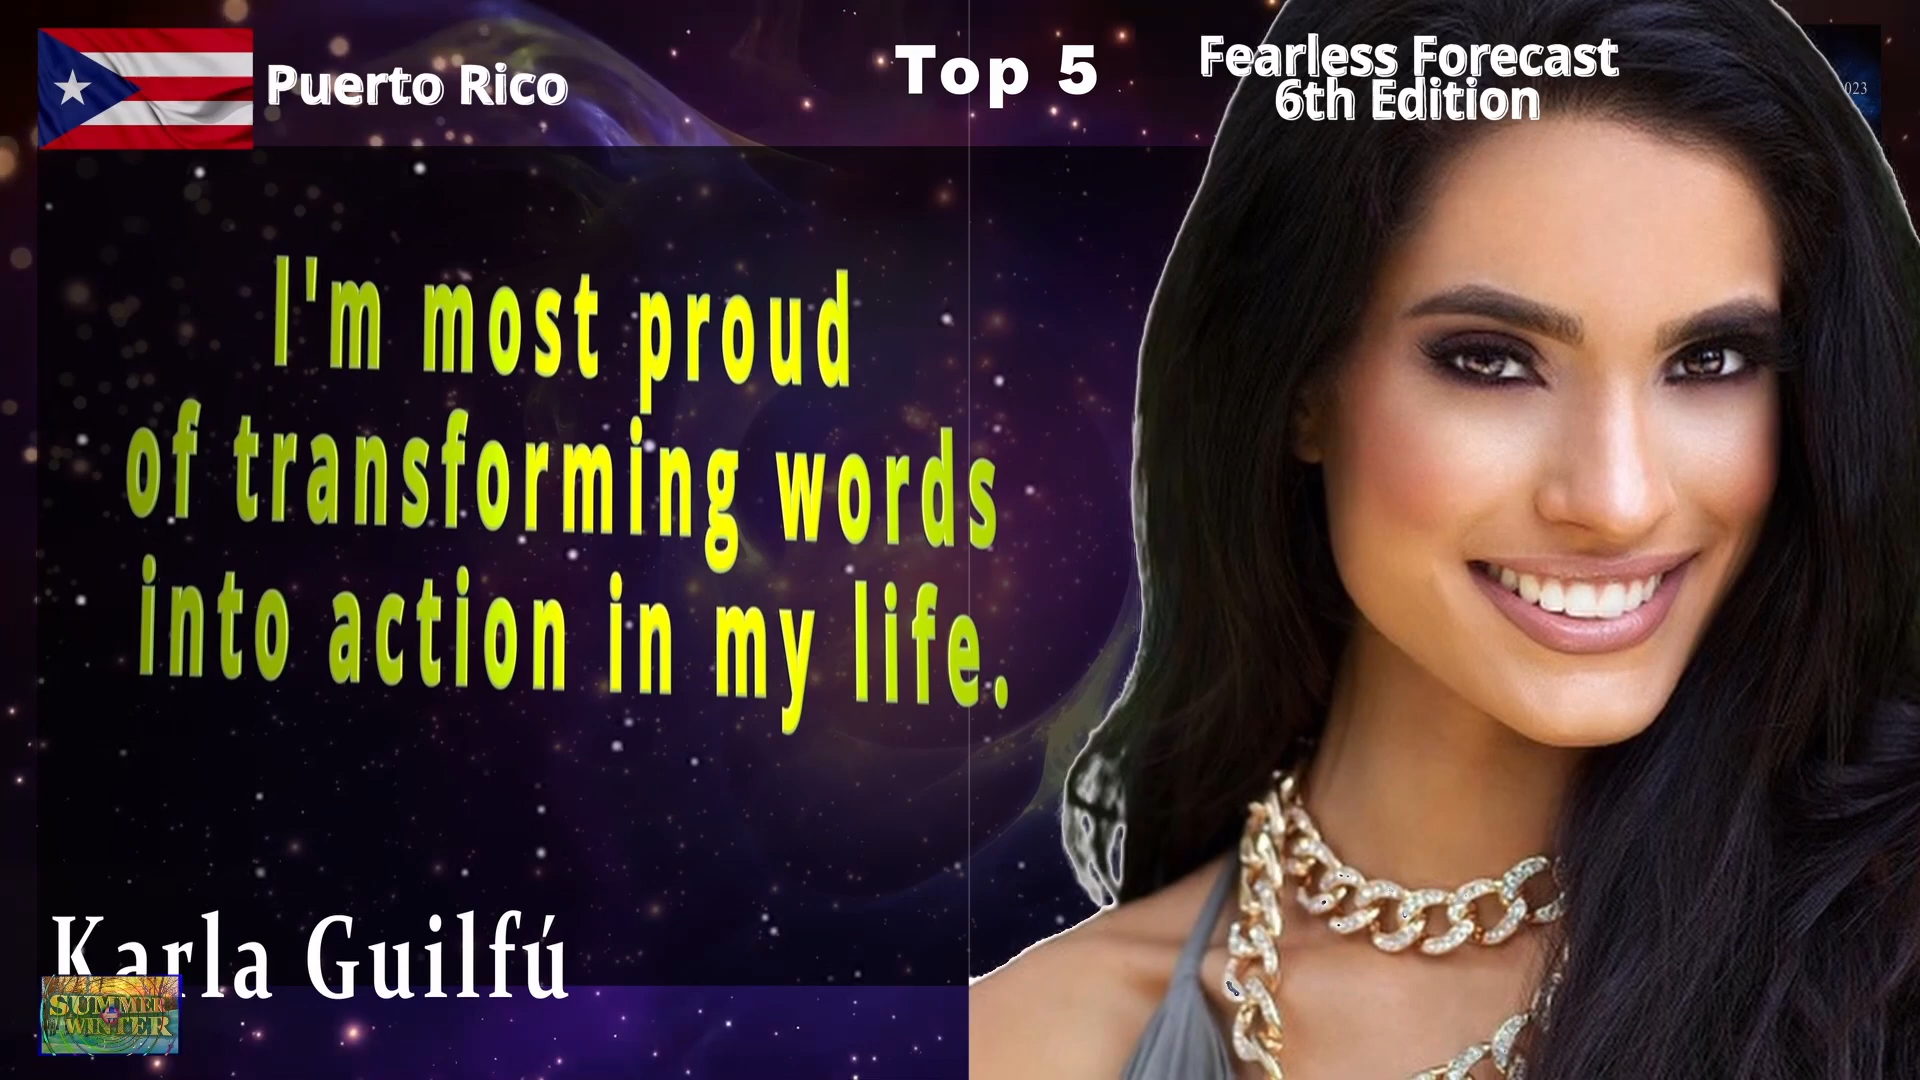 Puerto Rico
Top 5
Fearless Forecast
6th Edition
I'm most proud
of transforming words
into action in my life.
Karla Guilfú
SUMMER
WINTER